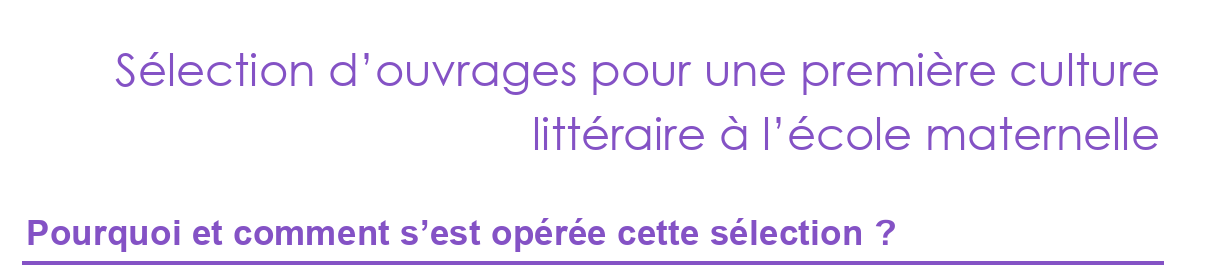 Sélection d’ouvrages pour une première culture
littéraire à l’école maternelle
Pourquoi et comment s’est opérée cette sélection ?